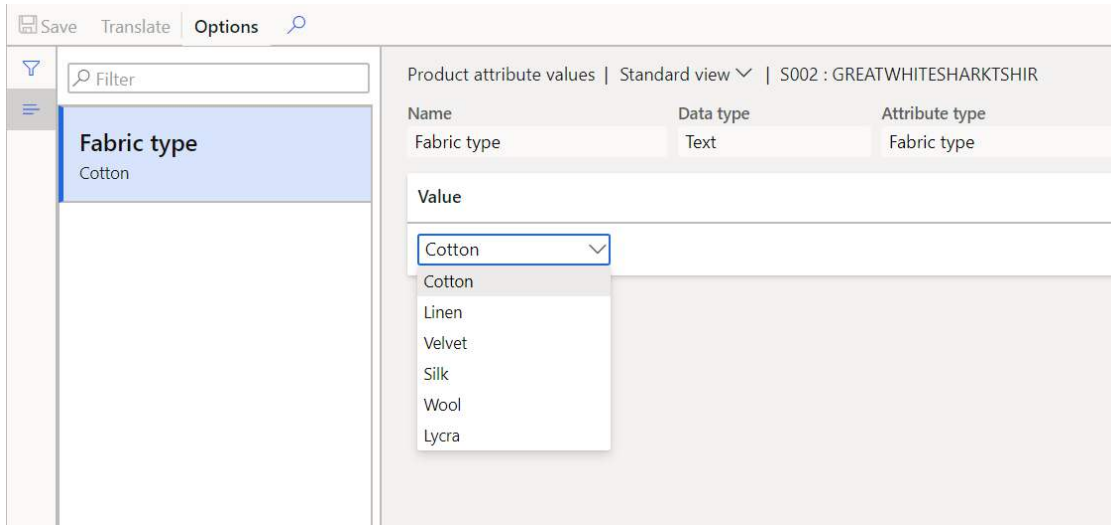 Save Translate Options
Filter
Fabric type
Cotton
Product attribute values | Standard view | S002 : GREATWHITESHARKTSHIR
Name Data type Attribute type
Fabric type Text Fabric type
Value
Cotton
Cotton
Linen
Velvet
Silk
Wool
Lycra